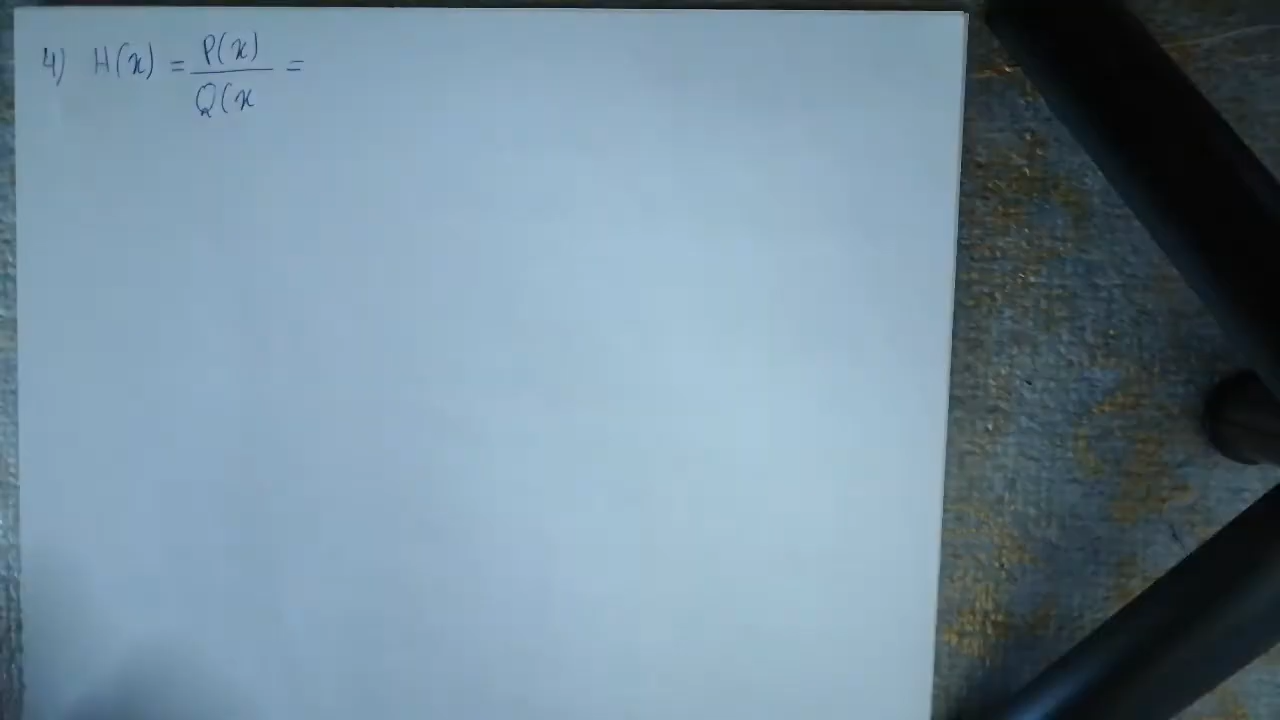 4) H(x) = P(x) / Q(x =